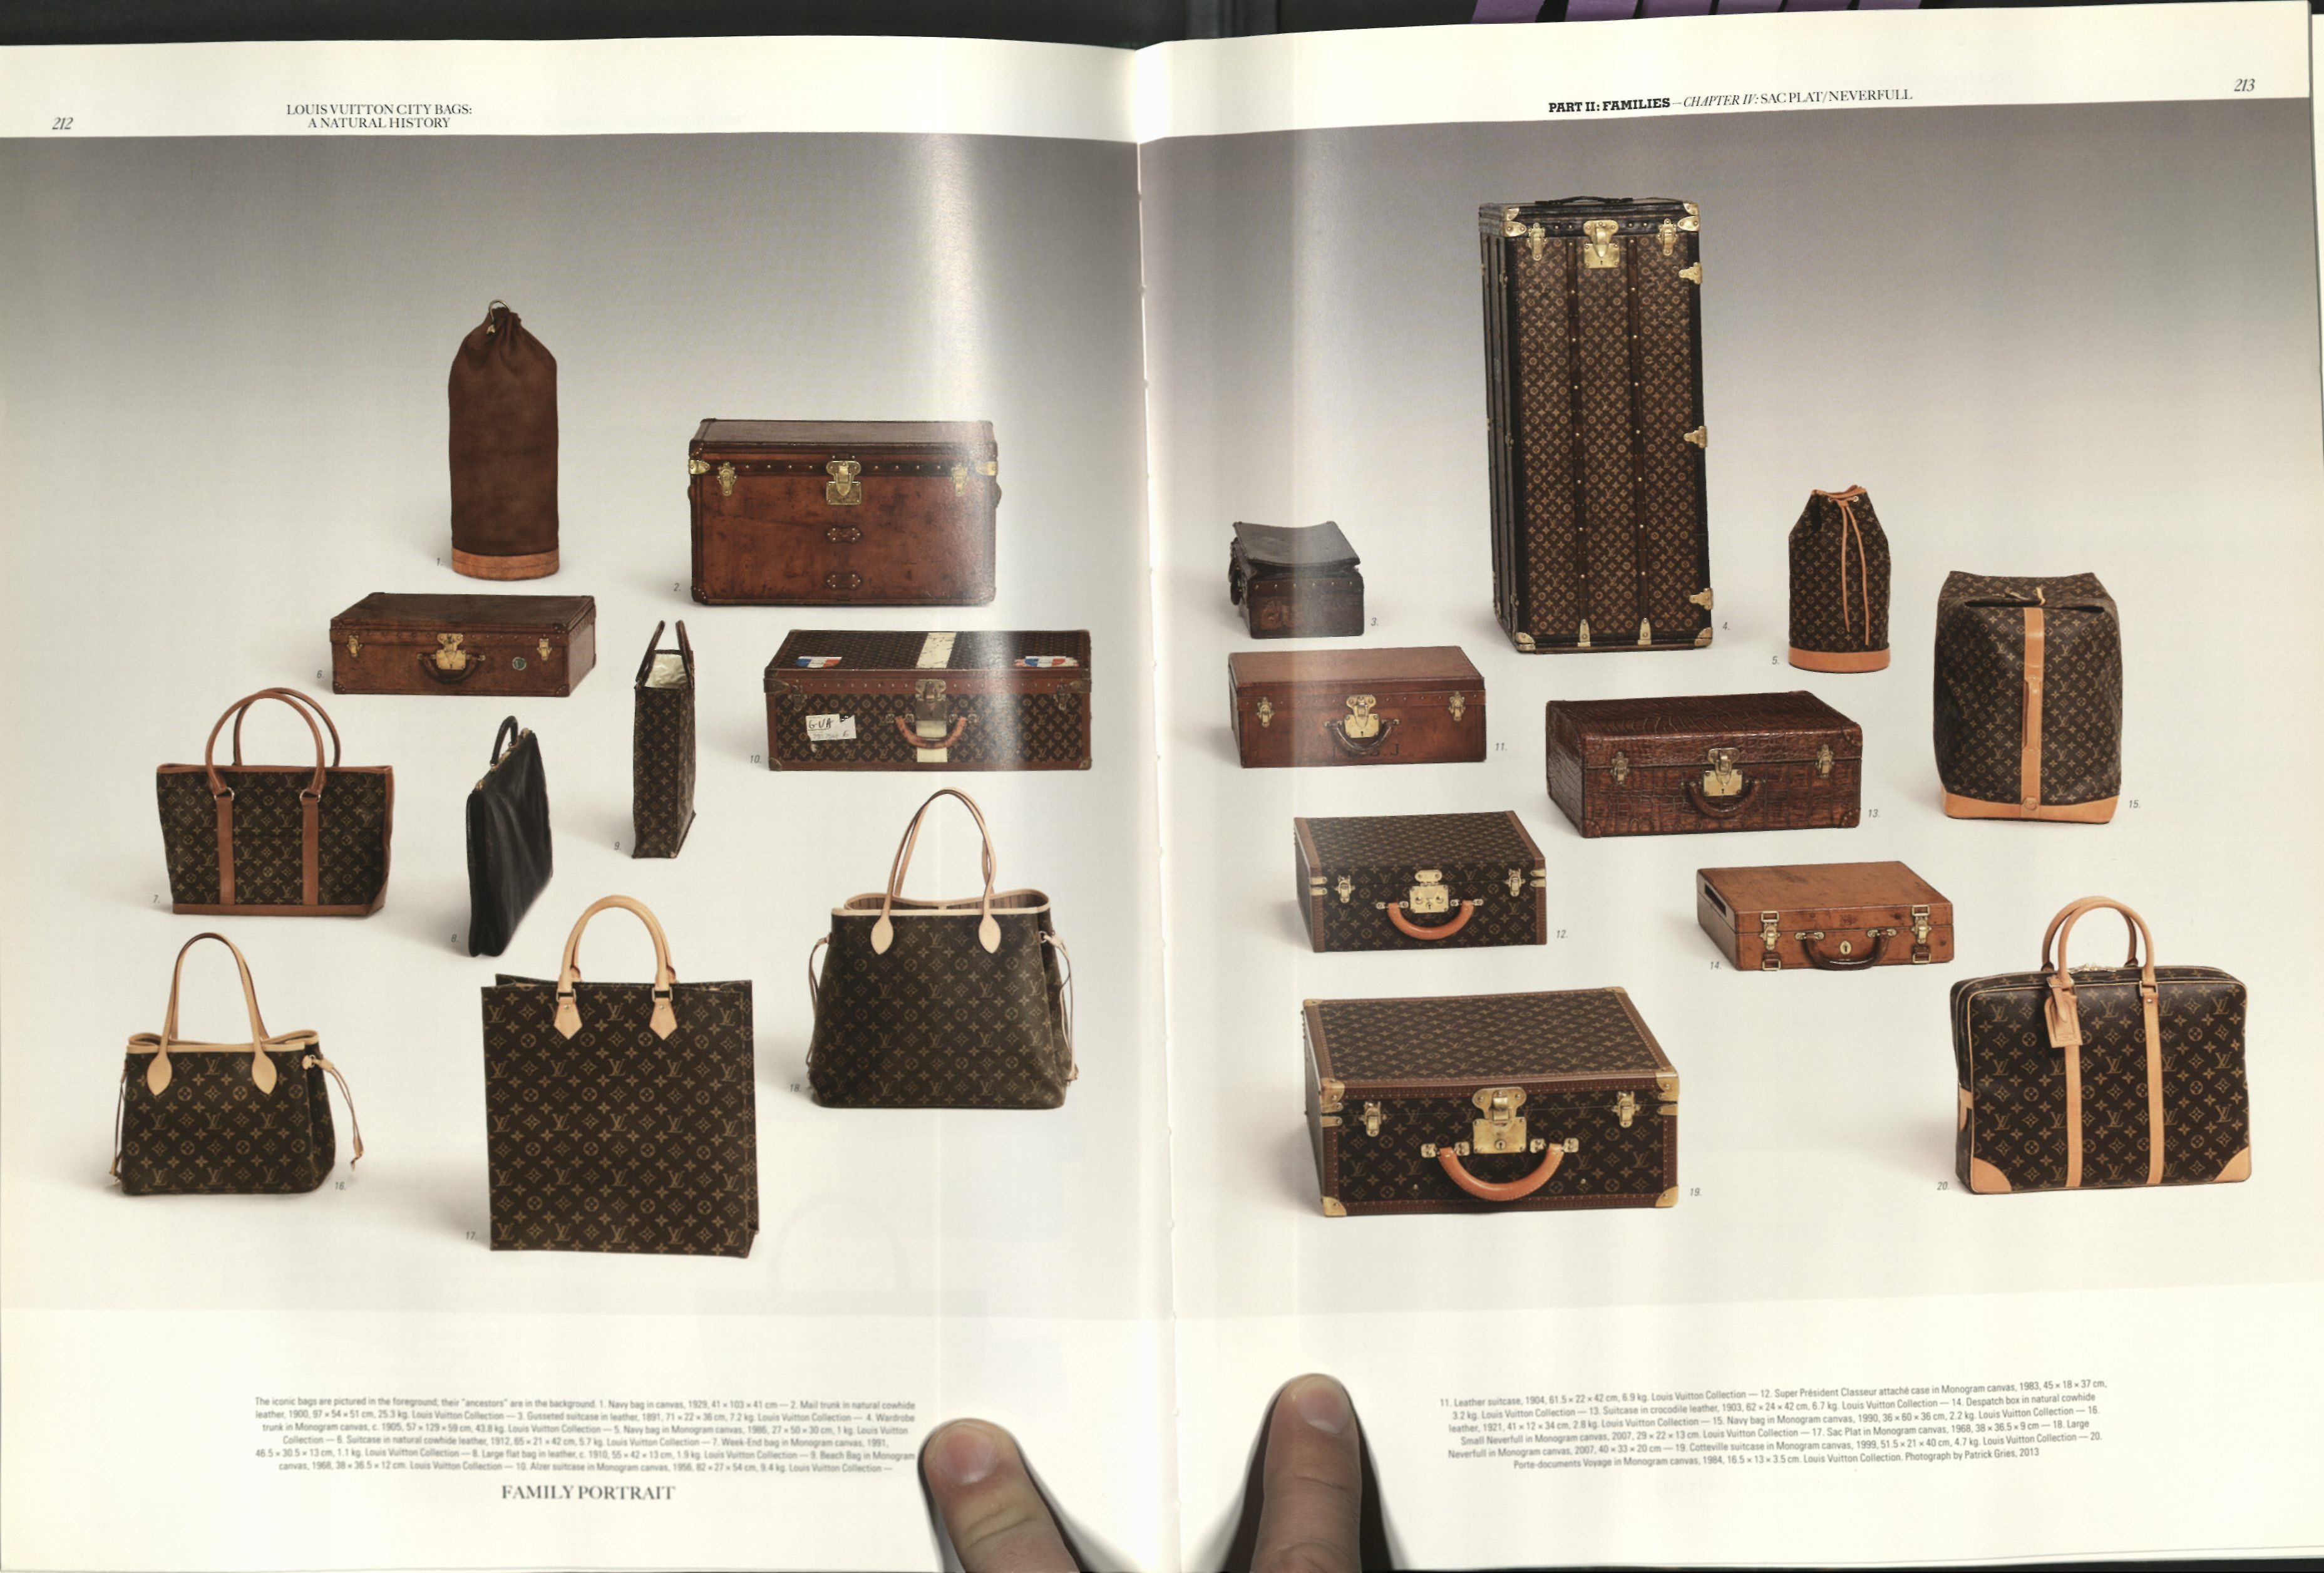 212
LOUIS VUITTON CITY BAGS:
A NATURAL HISTORY
PART II: FAMILIES — CHAPTER IV: SAC PLAT/NEVERFULL
213
1.
2.
3.
4.
5.
6.
7.
8.
9.
10.
GVA
11.
12.
13.
14.
15.
16.
17.
18.
19.
20.
The iconic bags are pictured in the foreground; their "ancestors" are in the background. 1. Navy bag in canvas, 1929, 41 × 103 × 41 cm — 2. Mail trunk in natural cowhide
leather, 1900, 97 × 54 × 51 cm, 25.3 kg. Louis Vuitton Collection — 3. Gusseted suitcase in leather, 1891, 71 × 22 × 36 cm, 7.2 kg. Louis Vuitton Collection — 4. Wardrobe
trunk in Monogram canvas, c. 1905, 57 × 129 × 59 cm, 43.8 kg. Louis Vuitton Collection — 5. Navy bag in Monogram canvas, 1986, 27 × 50 × 30 cm, 1 kg. Louis Vuitton
Collection — 6. Suitcase in natural cowhide leather, 1912, 65 × 21 × 42 cm, 5.7 kg. Louis Vuitton Collection — 7. Week-End bag in Monogram canvas, 1991,
46.5 × 30.5 × 13 cm, 1.1 kg. Louis Vuitton Collection — 8. Large flat bag in leather, c. 1910, 55 × 42 × 13 cm, 1.9 kg. Louis Vuitton Collection — 9. Beach Bag in Monogram
canvas, 1968, 38 × 36.5 × 12 cm. Louis Vuitton Collection — 10. Alzer suitcase in Monogram canvas, 1956, 82 × 27 × 54 cm, 9.4 kg. Louis Vuitton Collection —
FAMILY PORTRAIT
11. Leather suitcase, 1904, 61.5 × 22 × 42 cm, 6.9 kg. Louis Vuitton Collection — 12. Super Président Classeur attaché case in Monogram canvas, 1983, 45 × 18 × 37 cm,
3.2 kg. Louis Vuitton Collection — 13. Suitcase in crocodile leather, 1903, 62 × 24 × 42 cm, 6.7 kg. Louis Vuitton Collection — 14. Despatch box in natural cowhide
leather, 1921, 41 × 12 × 34 cm, 2.8 kg. Louis Vuitton Collection — 15. Navy bag in Monogram canvas, 1990, 36 × 60 × 36 cm, 2.2 kg. Louis Vuitton Collection — 16.
Small Neverfull in Monogram canvas, 2007, 29 × 22 × 13 cm. Louis Vuitton Collection — 17. Sac Plat in Monogram canvas, 1968, 38 × 36.5 × 9 cm — 18. Large
Neverfull in Monogram canvas, 2007, 40 × 33 × 20 cm — 19. Cotteville suitcase in Monogram canvas, 1999, 51.5 × 21 × 40 cm, 4.7 kg. Louis Vuitton Collection — 20.
Porte-documents Voyage in Monogram canvas, 1984, 16.5 × 13 × 3.5 cm. Louis Vuitton Collection. Photograph by Patrick Gries, 2013